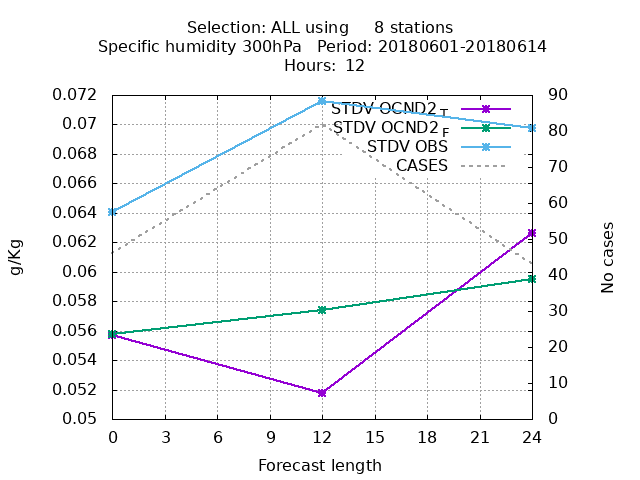 Selection: ALL using     8 stations
Specific humidity 300hPa   Period: 20180601-20180614
Hours: 12
0.072
0.07
0.068
0.066
0.064
0.062
0.06
0.058
0.056
0.054
0.052
0.05
90
80
70
60
50
40
30
20
10
0
STDV OCND2 T
STDV OCND2 F
STDV OBS
CASES
g/Kg
No cases
0 3 6 9 12 15 18 21 24
Forecast length